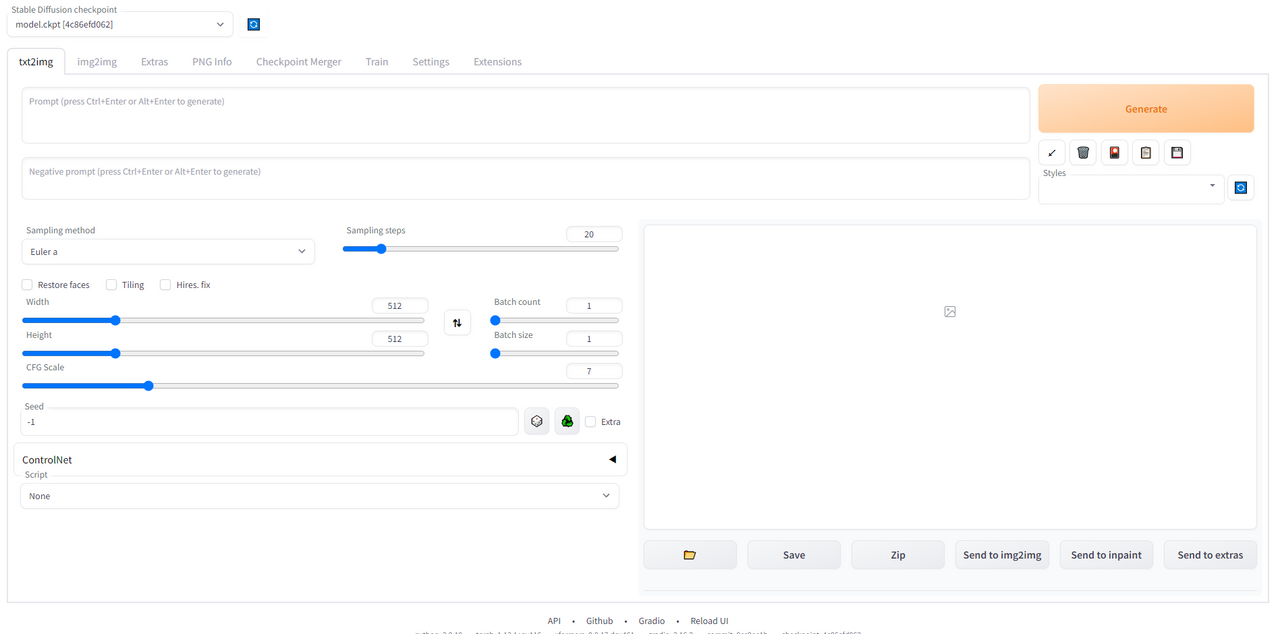 Stable Diffusion checkpoint
model.ckpt [4c86efd062]
txt2img img2img Extras PNG Info Checkpoint Merger Train Settings Extensions
Prompt (press Ctrl+Enter or Alt+Enter to generate)
Generate
Negative prompt (press Ctrl+Enter or Alt+Enter to generate)
Styles
Sampling method
Euler a
Sampling steps
20
Restore faces Tiling Hires. fix
Width
512
Batch count
1
Height
512
Batch size
1
CFG Scale
7
Seed
-1
Extra
ControlNet
Script
None
Save Zip Send to img2img Send to inpaint Send to extras
API • Github • Gradio • Reload UI